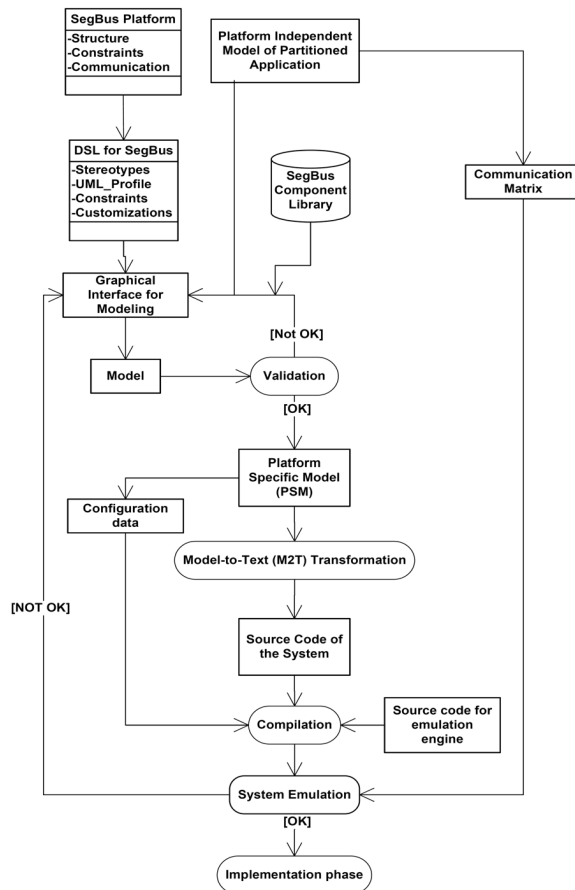 SegBus Platform
-Structure
-Constraints
-Communication
Platform Independent
Model of Partitioned
Application
DSL for SegBus
-Stereotypes
-UML_Profile
-Constraints
-Customizations
SegBus
Component
Library
Communication
Matrix
Graphical
Interface for
Modeling
[Not OK]
Model
Validation
[OK]
Platform
Specific Model
(PSM)
Configuration
data
Model-to-Text (M2T) Transformation
[NOT OK]
Source Code of
the System
Compilation
Source code for
emulation
engine
System Emulation
[OK]
Implementation phase